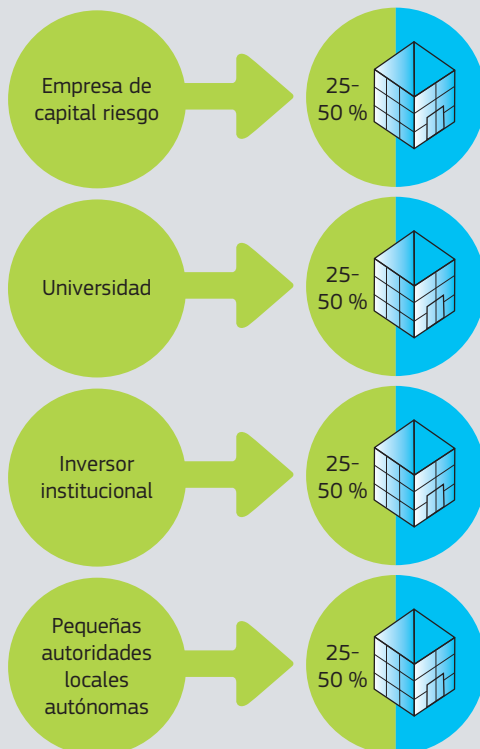 Empresa de
capital riesgo
25-
50 %
Universidad
25-
50 %
Inversor
institucional
25-
50 %
Pequeñas
autoridades
locales
autónomas
25-
50 %